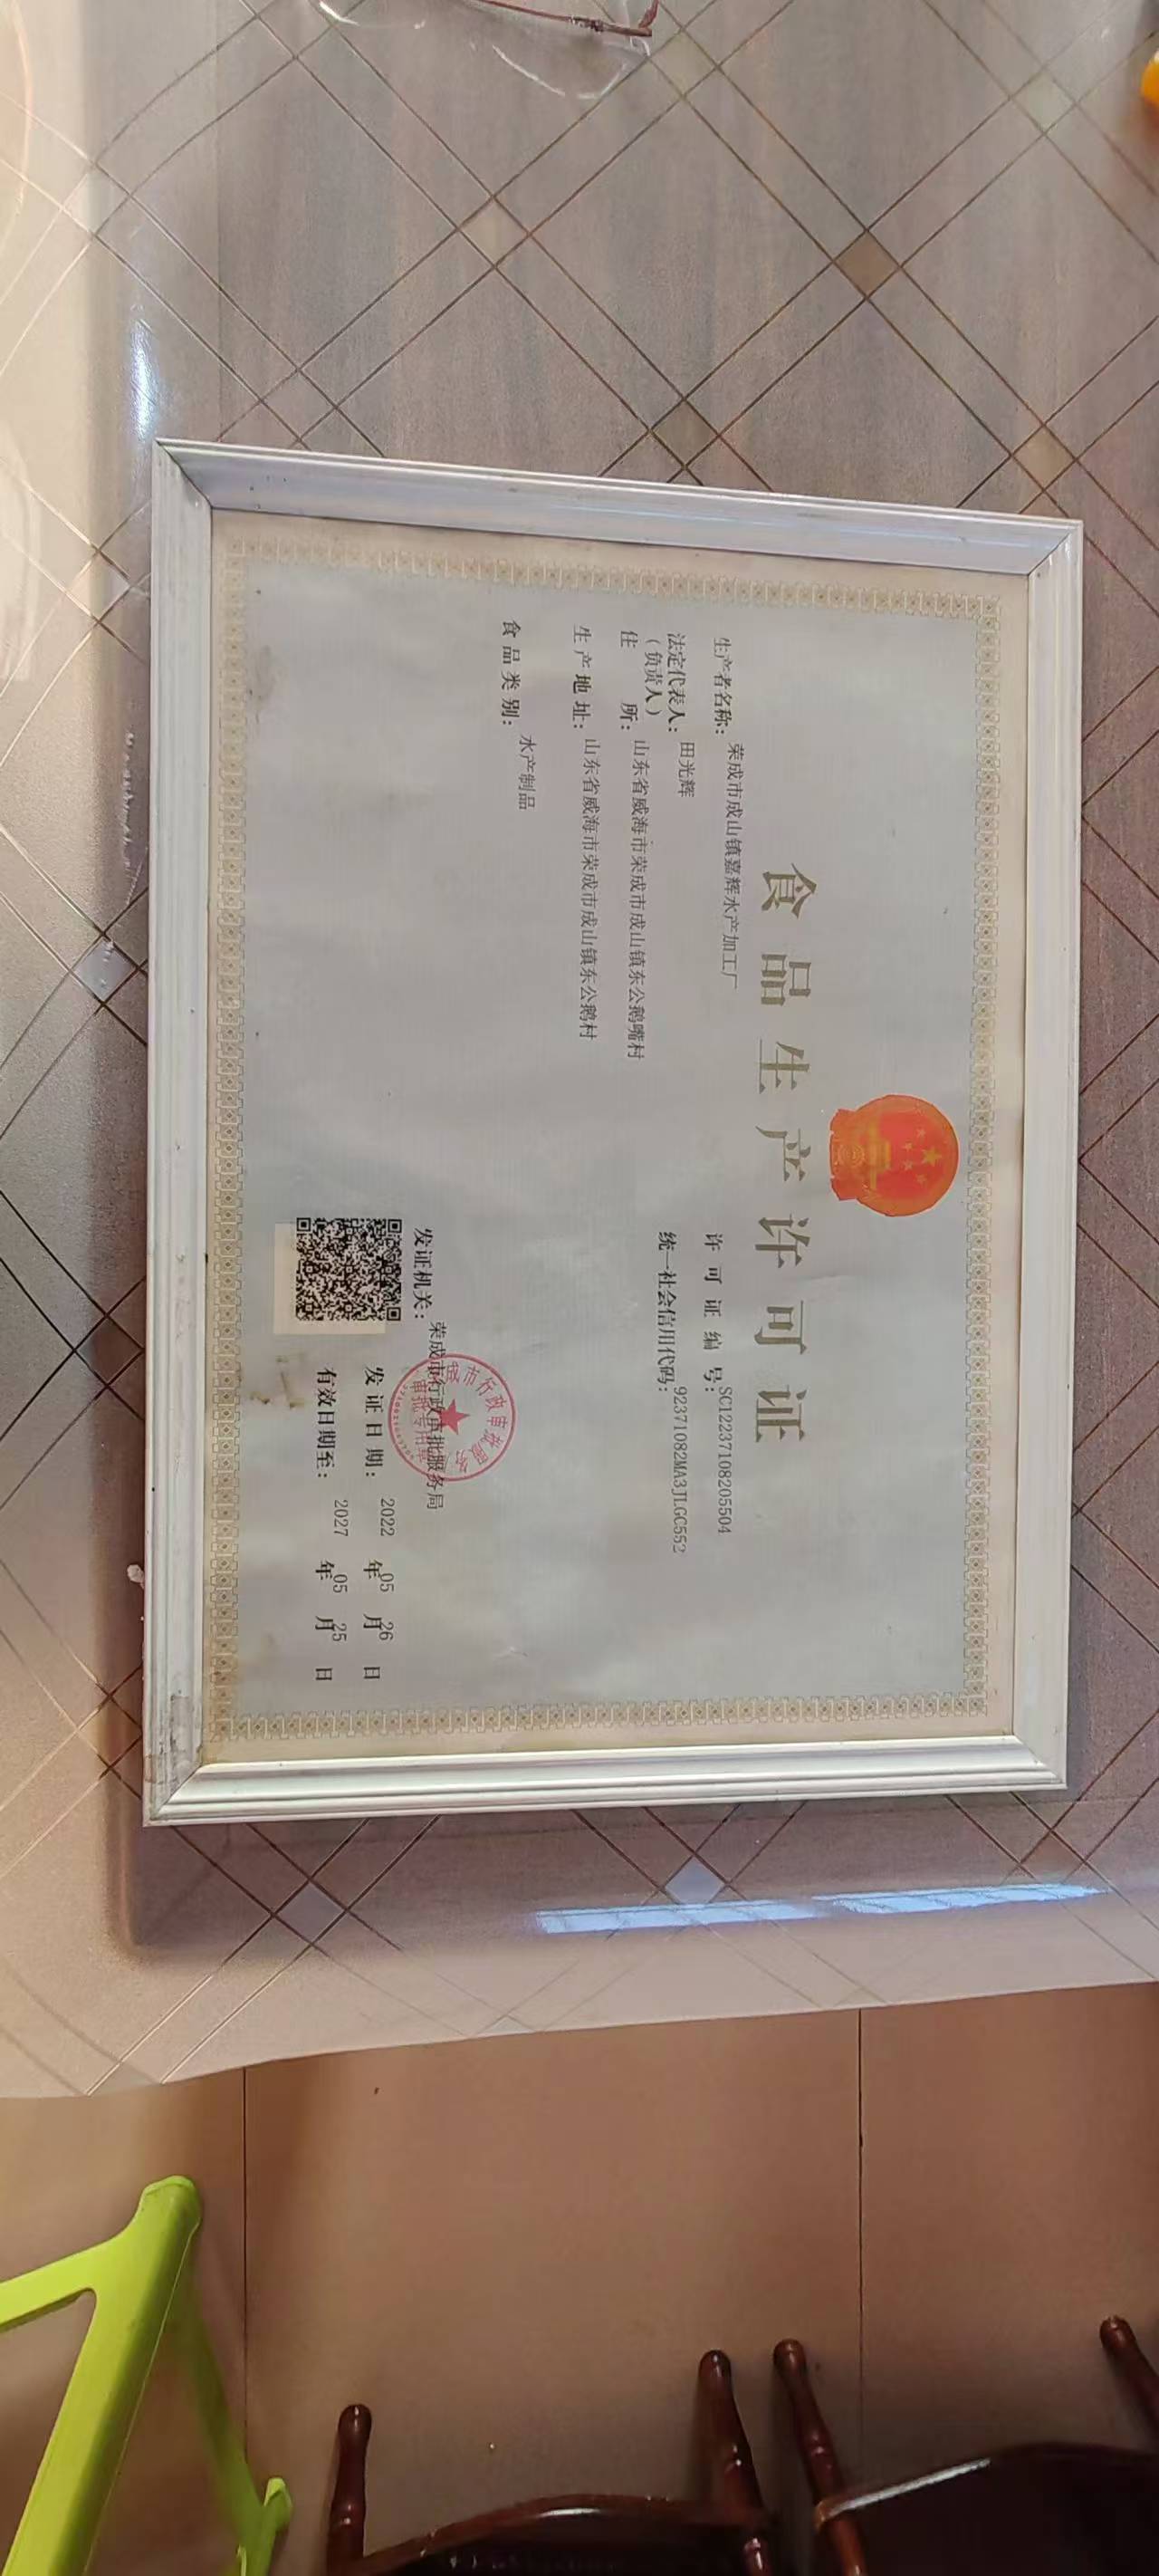 食品生产许可证
生产者名称：荣成市成山镇嘉辉水产加工厂
法定代表人：田光辉
（负责人）
住 所：山东省威海市荣成市成山镇东公鹅嘴村
生产地址：山东省威海市荣成市成山镇东公鹅村
食品类别：水产制品
许可证编号：SC12237108205504
统一社会信用代码：92371082MA3JLGC552
发证机关：荣成市行政审批服务局
审批专用章
发证日期：2022 年 05 月 26 日
有效日期至：2027 年 05 月 25 日